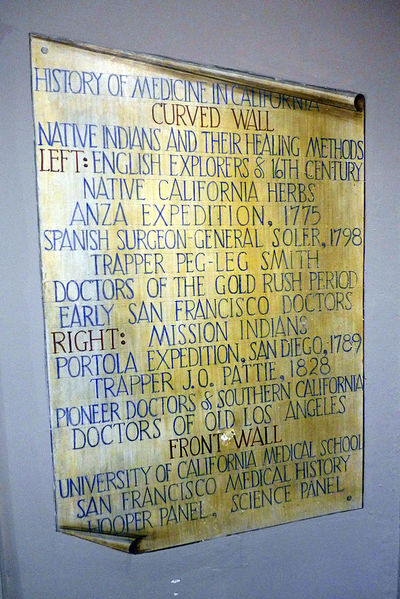 HISTORY OF MEDICINE IN CALIFORNIA
CURVED WALL
NATIVE INDIANS AND THEIR HEALING METHODS
LEFT: ENGLISH EXPLORERS & 16TH CENTURY
NATIVE CALIFORNIA HERBS
ANZA EXPEDITION, 1775
SPANISH SURGEON-GENERAL SOLER, 1798
TRAPPER PEG-LEG SMITH
DOCTORS OF THE GOLD RUSH PERIOD
EARLY SAN FRANCISCO DOCTORS
RIGHT: MISSION INDIANS
PORTOLA EXPEDITION, SAN DIEGO, 1789
TRAPPER J.O. PATTIE, 1828
PIONEER DOCTORS & SOUTHERN CALIFORNIA
DOCTORS OF OLD LOS ANGELES
FRONT WALL
UNIVERSITY OF CALIFORNIA MEDICAL SCHOOL
SAN FRANCISCO MEDICAL HISTORY
HOOPER PANEL, SCIENCE PANEL